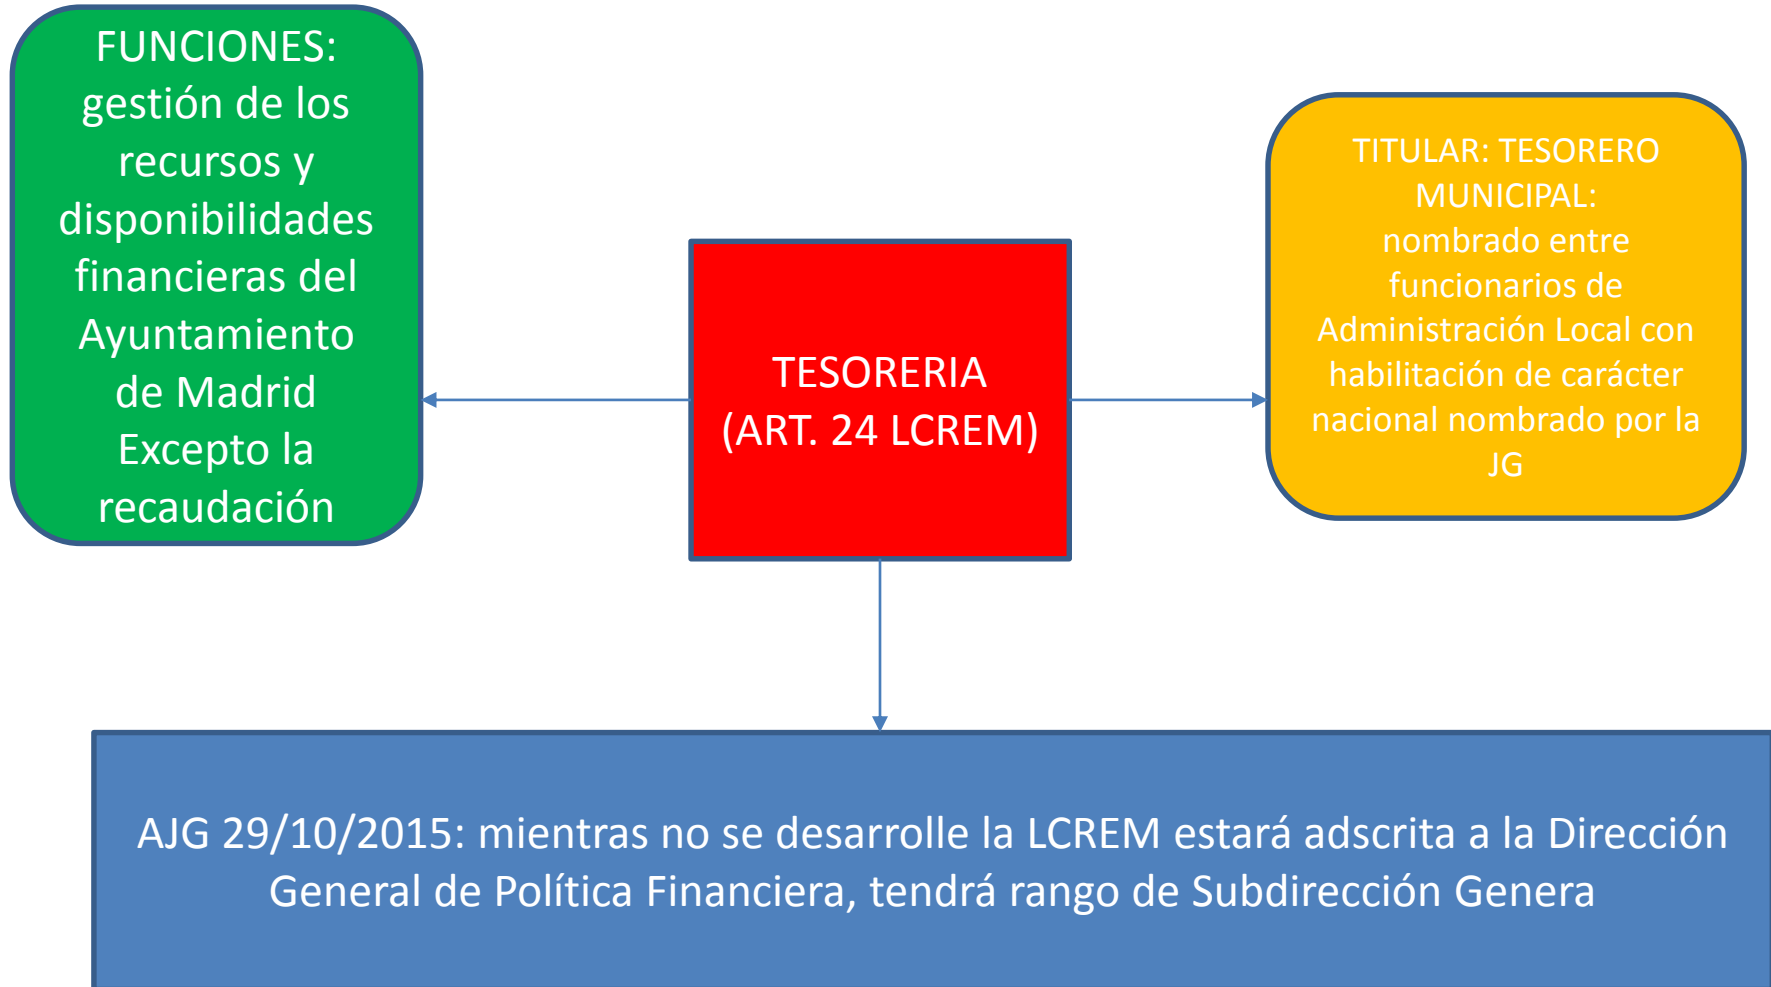 FUNCIONES:
gestión de los
recursos y
disponibilidades
financieras del
Ayuntamiento
de Madrid
Excepto la
recaudación
TESORERIA
(ART. 24 LCREM)
TITULAR: TESORERO
MUNICIPAL:
nombrado entre
funcionarios de
Administración Local con
habilitación de carácter
nacional nombrado por la
JG
AJG 29/10/2015: mientras no se desarrolle la LCREM estará adscrita a la Dirección
General de Política Financiera, tendrá rango de Subdirección Genera